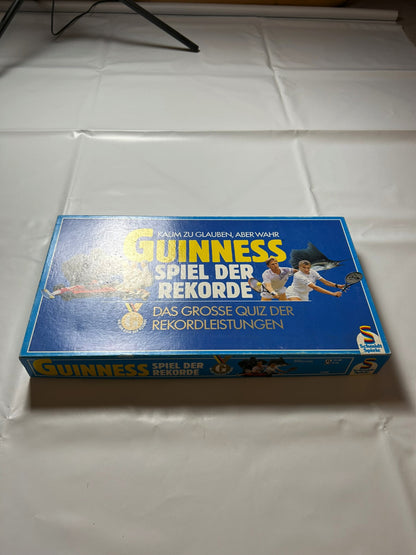 KAUM ZU GLAUBEN, ABER WAHR
GUINNESS
SPIEL DER
REKORDE
DAS GROSSE QUIZ DER
REKORDLEISTUNGEN
S
GUINNESS
SPIEL DER
REKORDE
G
S